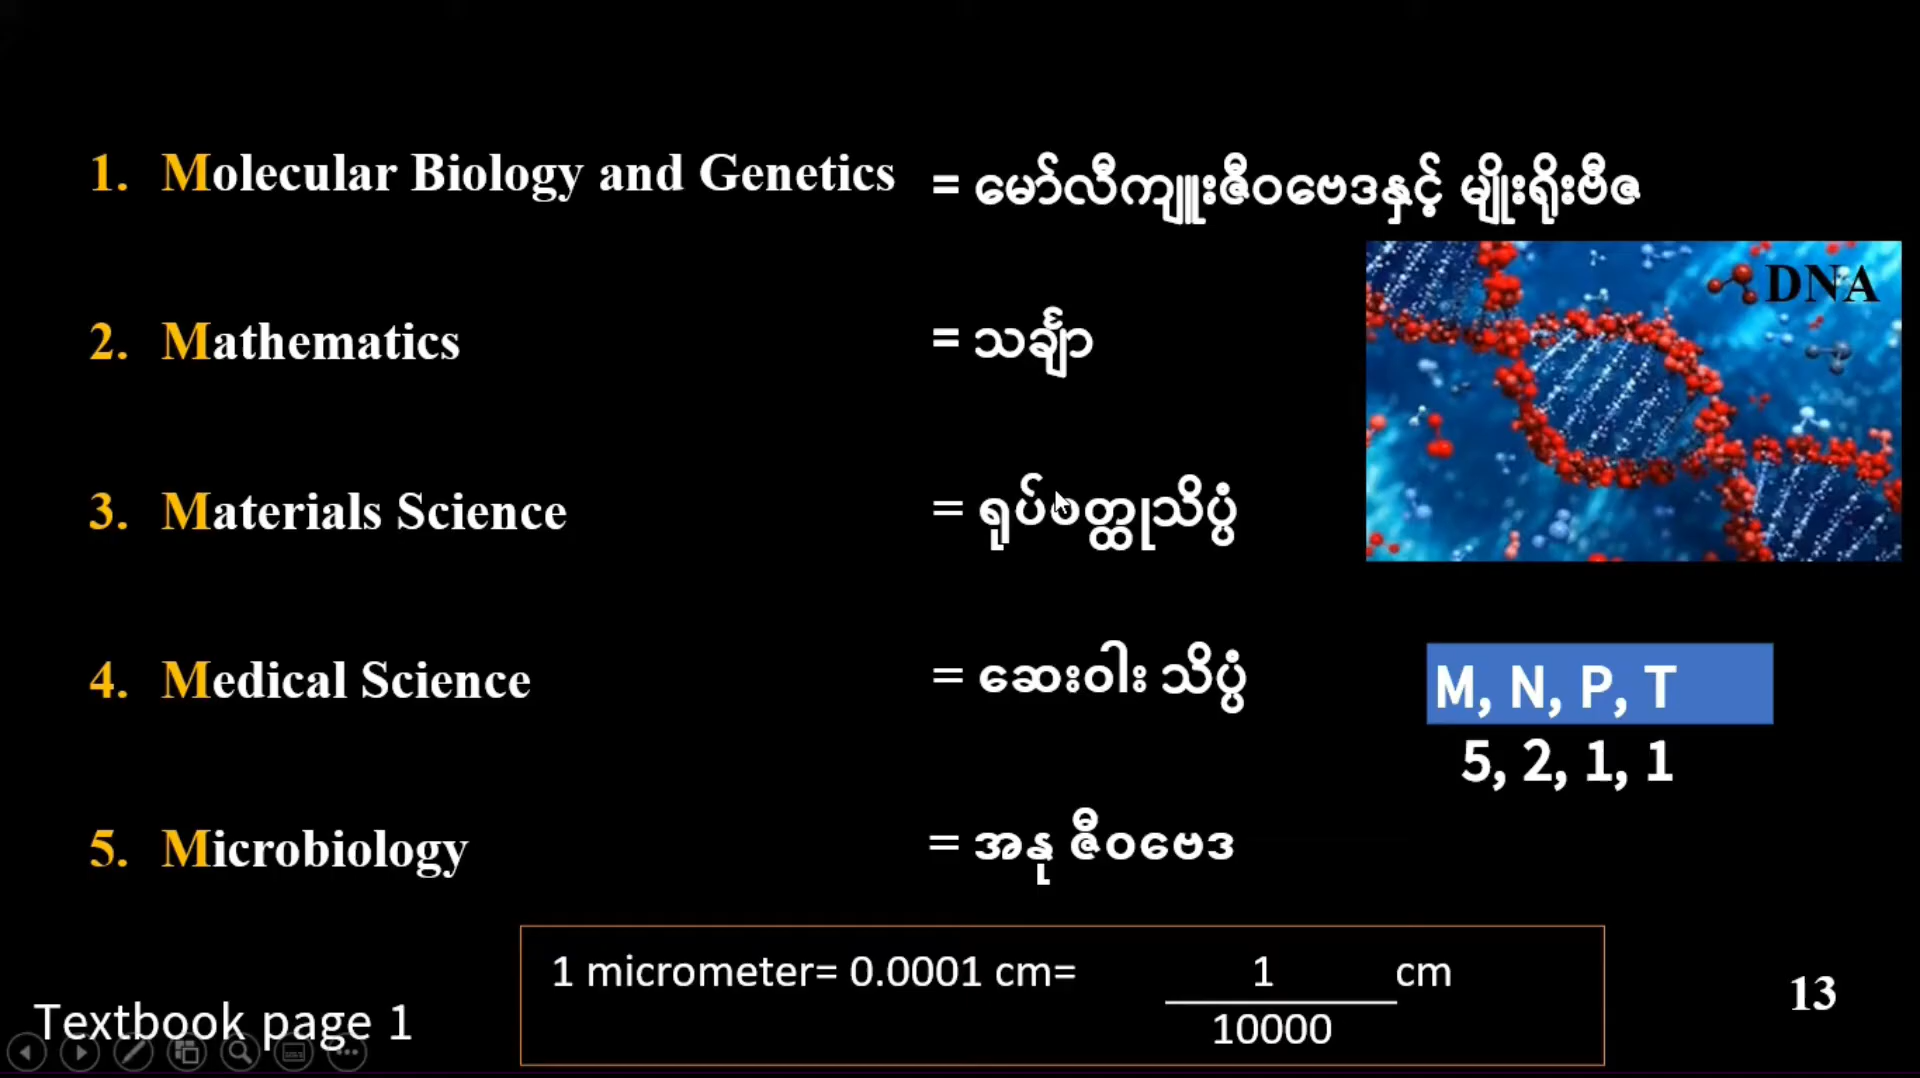 1. Molecular Biology and Genetics = မော်လီကျူးဇီဝဗေဒနှင့် မျိုးရိုးဗီဇ
DNA
2. Mathematics = သင်္ချာ
3. Materials Science = ရုပ်ဝတ္ထုသိပ္ပံ
4. Medical Science = ဆေးဝါး သိပ္ပံ
M, N, P, T
5, 2, 1, 1
5. Microbiology = အနု ဇီဝဗေဒ
1 micrometer= 0.0001 cm= 1 cm
10000
13
Textbook page 1